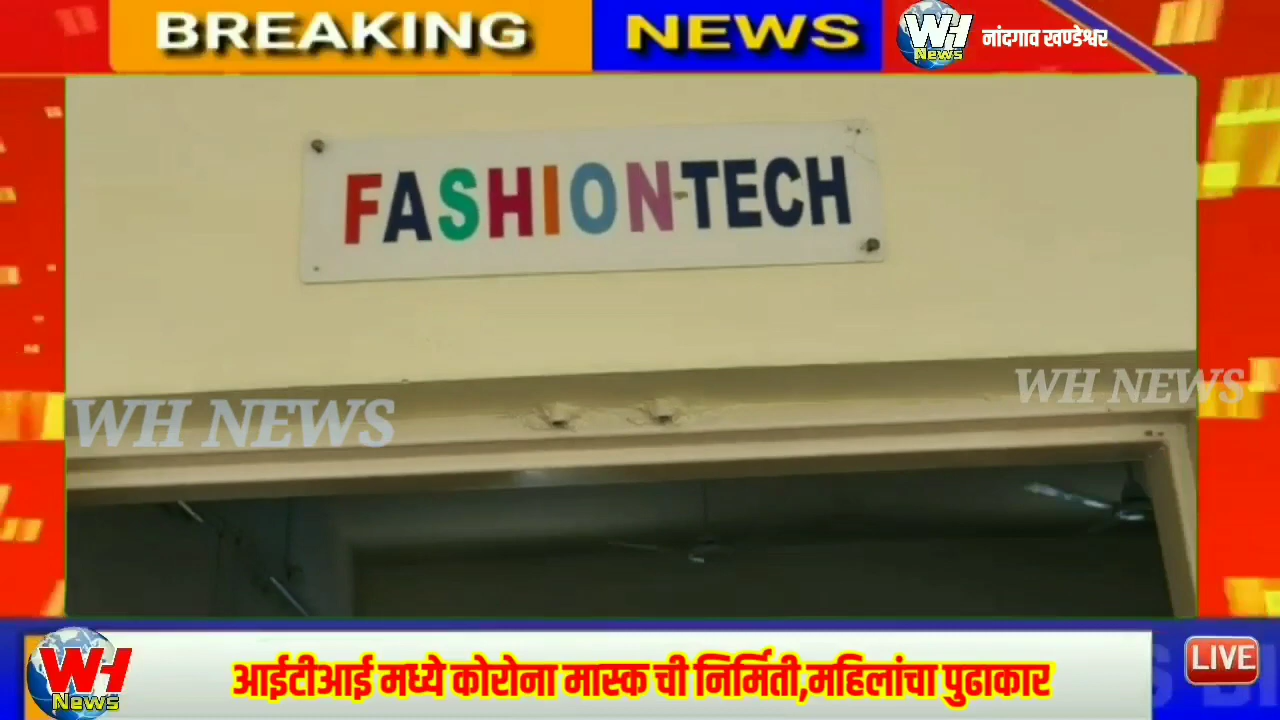 BREAKING NEWS
WH News नांदगाव खण्डेश्वर
FASHION-TECH
WH NEWS
WH NEWS
WH News
आईटीआई मध्ये कोरोना मास्क ची निर्मिती,महिलांचा पुढाकार
LIVE